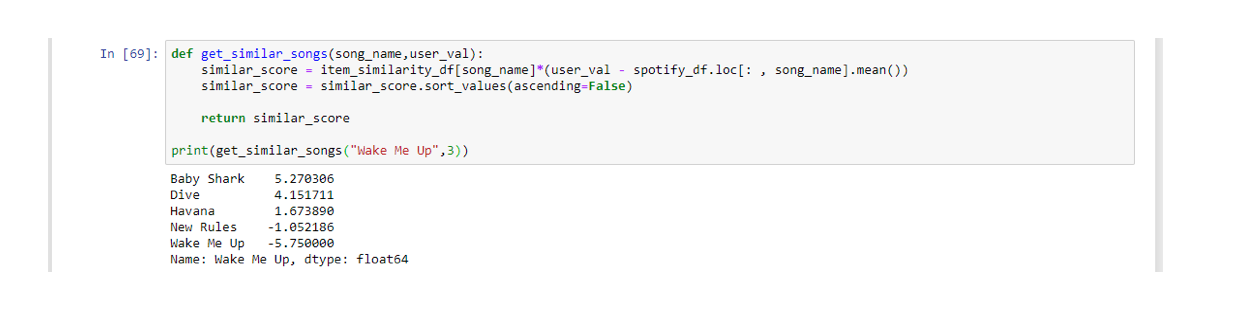 In [69]: def get_similar_songs(song_name,user_val):
    similar_score = item_similarity_df[song_name]*(user_val - spotify_df.loc[: , song_name].mean())
    similar_score = similar_score.sort_values(ascending=False)
    return similar_score
print(get_similar_songs("Wake Me Up",3))
Baby Shark    5.270306
Dive          4.151711
Havana        1.673890
New Rules    -1.052186
Wake Me Up   -5.750000
Name: Wake Me Up, dtype: float64